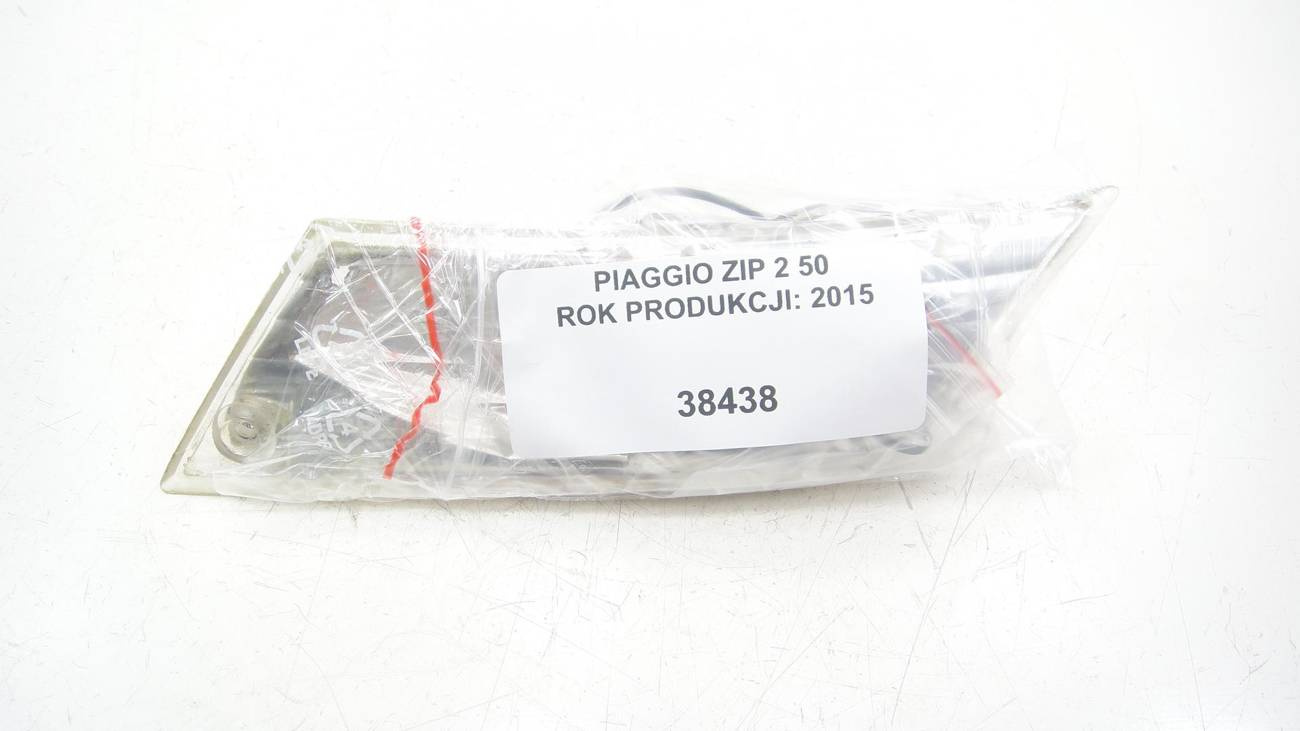 PIAGGIO ZIP 2 50
ROK PRODUKCJI: 2015
38438